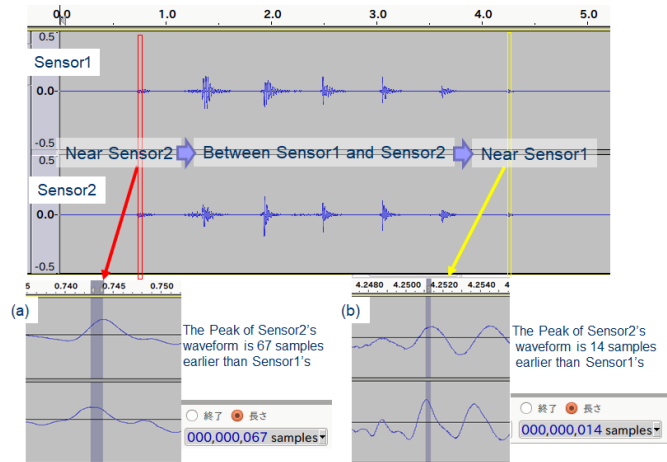 0.0 1.0 2.0 3.0 4.0 5.0
0.5
Sensor1
0.0-
-0.5
0.5
Near Sensor2 Between Sensor1 and Sensor2 Near Sensor1
Sensor2
0.0-
-0.5
5 0.740 0.745 0.750
4.2480 4.2500 4.2520 4.2540 4
(a)
The Peak of Sensor2's
waveform is 67 samples
earlier than Sensor1's
○ 終了 長さ
000,000,067 samples
(b)
The Peak of Sensor2's
waveform is 14 samples
earlier than Sensor1's
○ 終了 長さ
000,000,014 samples